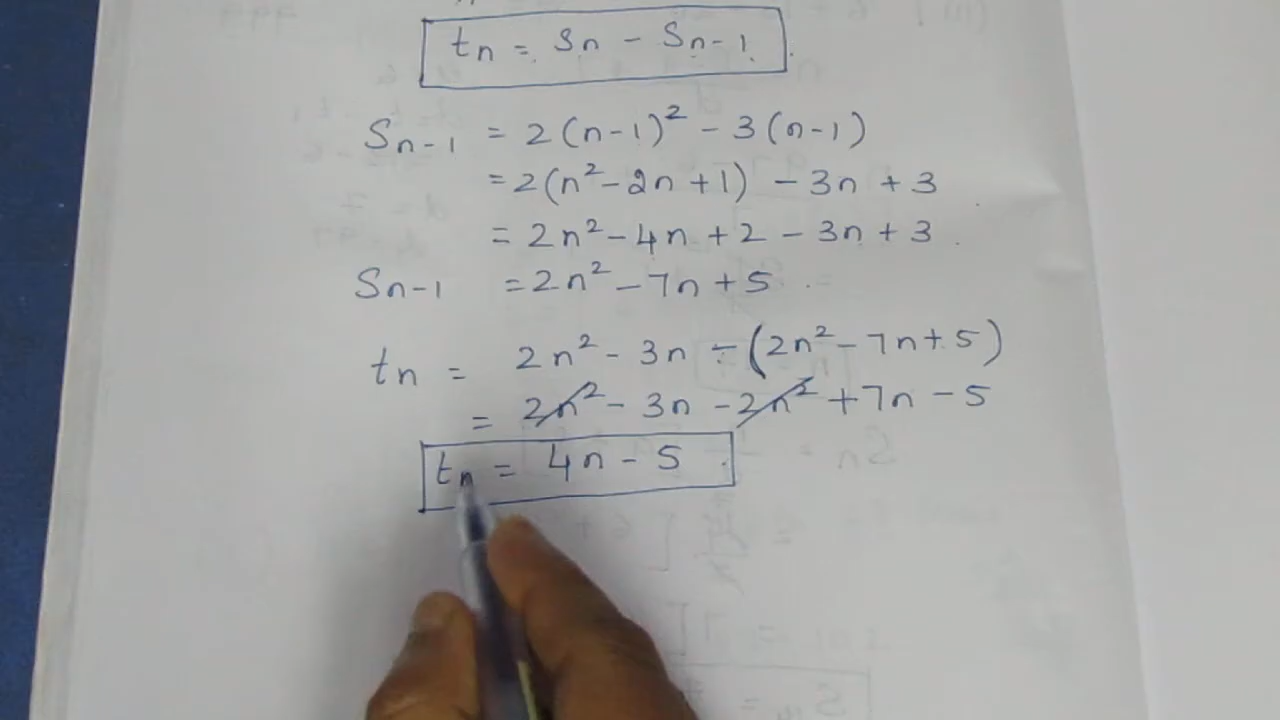 tn = Sn - Sn-1
Sn-1 = 2(n-1)² - 3(n-1)
= 2(n² - 2n + 1) - 3n + 3
= 2n² - 4n + 2 - 3n + 3
Sn-1 = 2n² - 7n + 5
tn = 2n² - 3n - (2n² - 7n + 5)
= 2n² - 3n - 2n² + 7n - 5
tn = 4n - 5